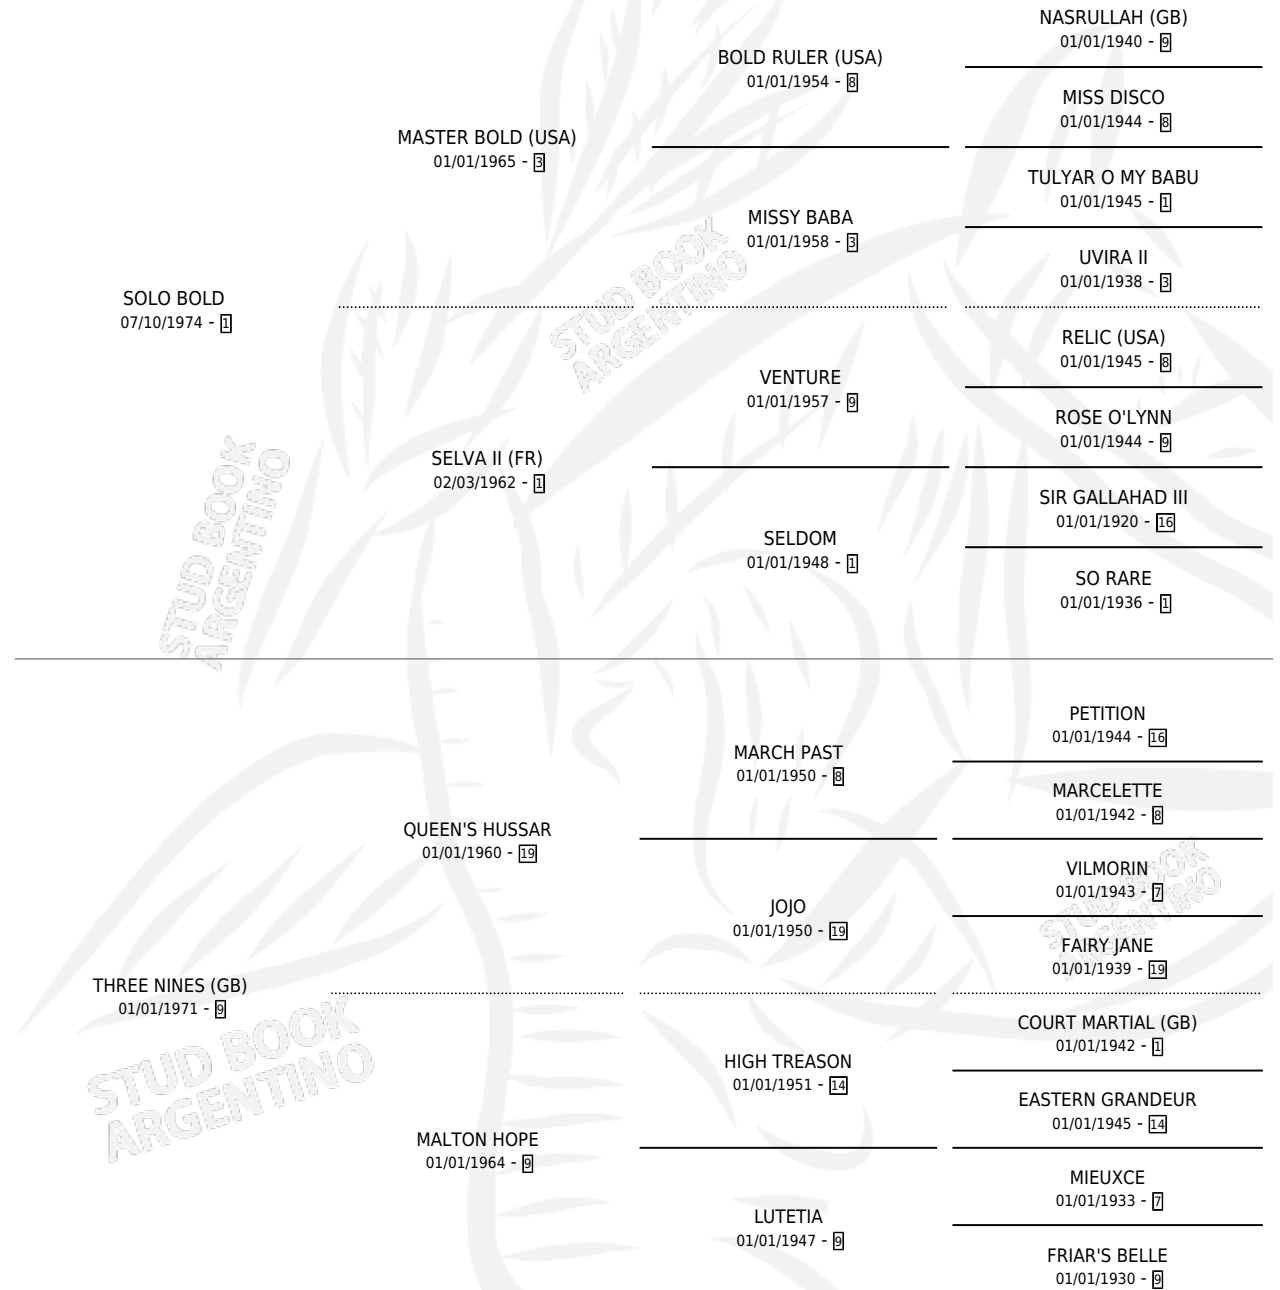 NASRULLAH (GB)
01/01/1940 - 9
BOLD RULER (USA)
01/01/1954 - 8
MISS DISCO
01/01/1944 - 8
MASTER BOLD (USA)
01/01/1965 - 3
TULYAR O MY BABU
01/01/1945 - 1
MISSY BABA
01/01/1958 - 3
UVIRA II
01/01/1938 - 3
SOLO BOLD
07/10/1974 - 1
RELIC (USA)
01/01/1945 - 8
VENTURE
01/01/1957 - 9
ROSE O'LYNN
01/01/1944 - 9
SELVA II (FR)
02/03/1962 - 1
SIR GALLAHAD III
01/01/1920 - 16
SELDOM
01/01/1948 - 1
SO RARE
01/01/1936 - 1
PETITION
01/01/1944 - 16
MARCH PAST
01/01/1950 - 8
MARCELETTE
01/01/1942 - 8
QUEEN'S HUSSAR
01/01/1960 - 19
VILMORIN
01/01/1943 - 7
JOJO
01/01/1950 - 19
FAIRY JANE
01/01/1939 - 19
THREE NINES (GB)
01/01/1971 - 9
COURT MARTIAL (GB)
01/01/1942 - 1
HIGH TREASON
01/01/1951 - 14
EASTERN GRANDEUR
01/01/1945 - 14
MALTON HOPE
01/01/1964 - 9
MIEUXCE
01/01/1933 - 7
LUTETIA
01/01/1947 - 9
FRIAR'S BELLE
01/01/1930 - 9
STUD BOOK
ARGENTINO
STUD BOOK
ARGENTINO
STUD BOOK
ARGENTINO
STUD BOOK
ARGENTINO